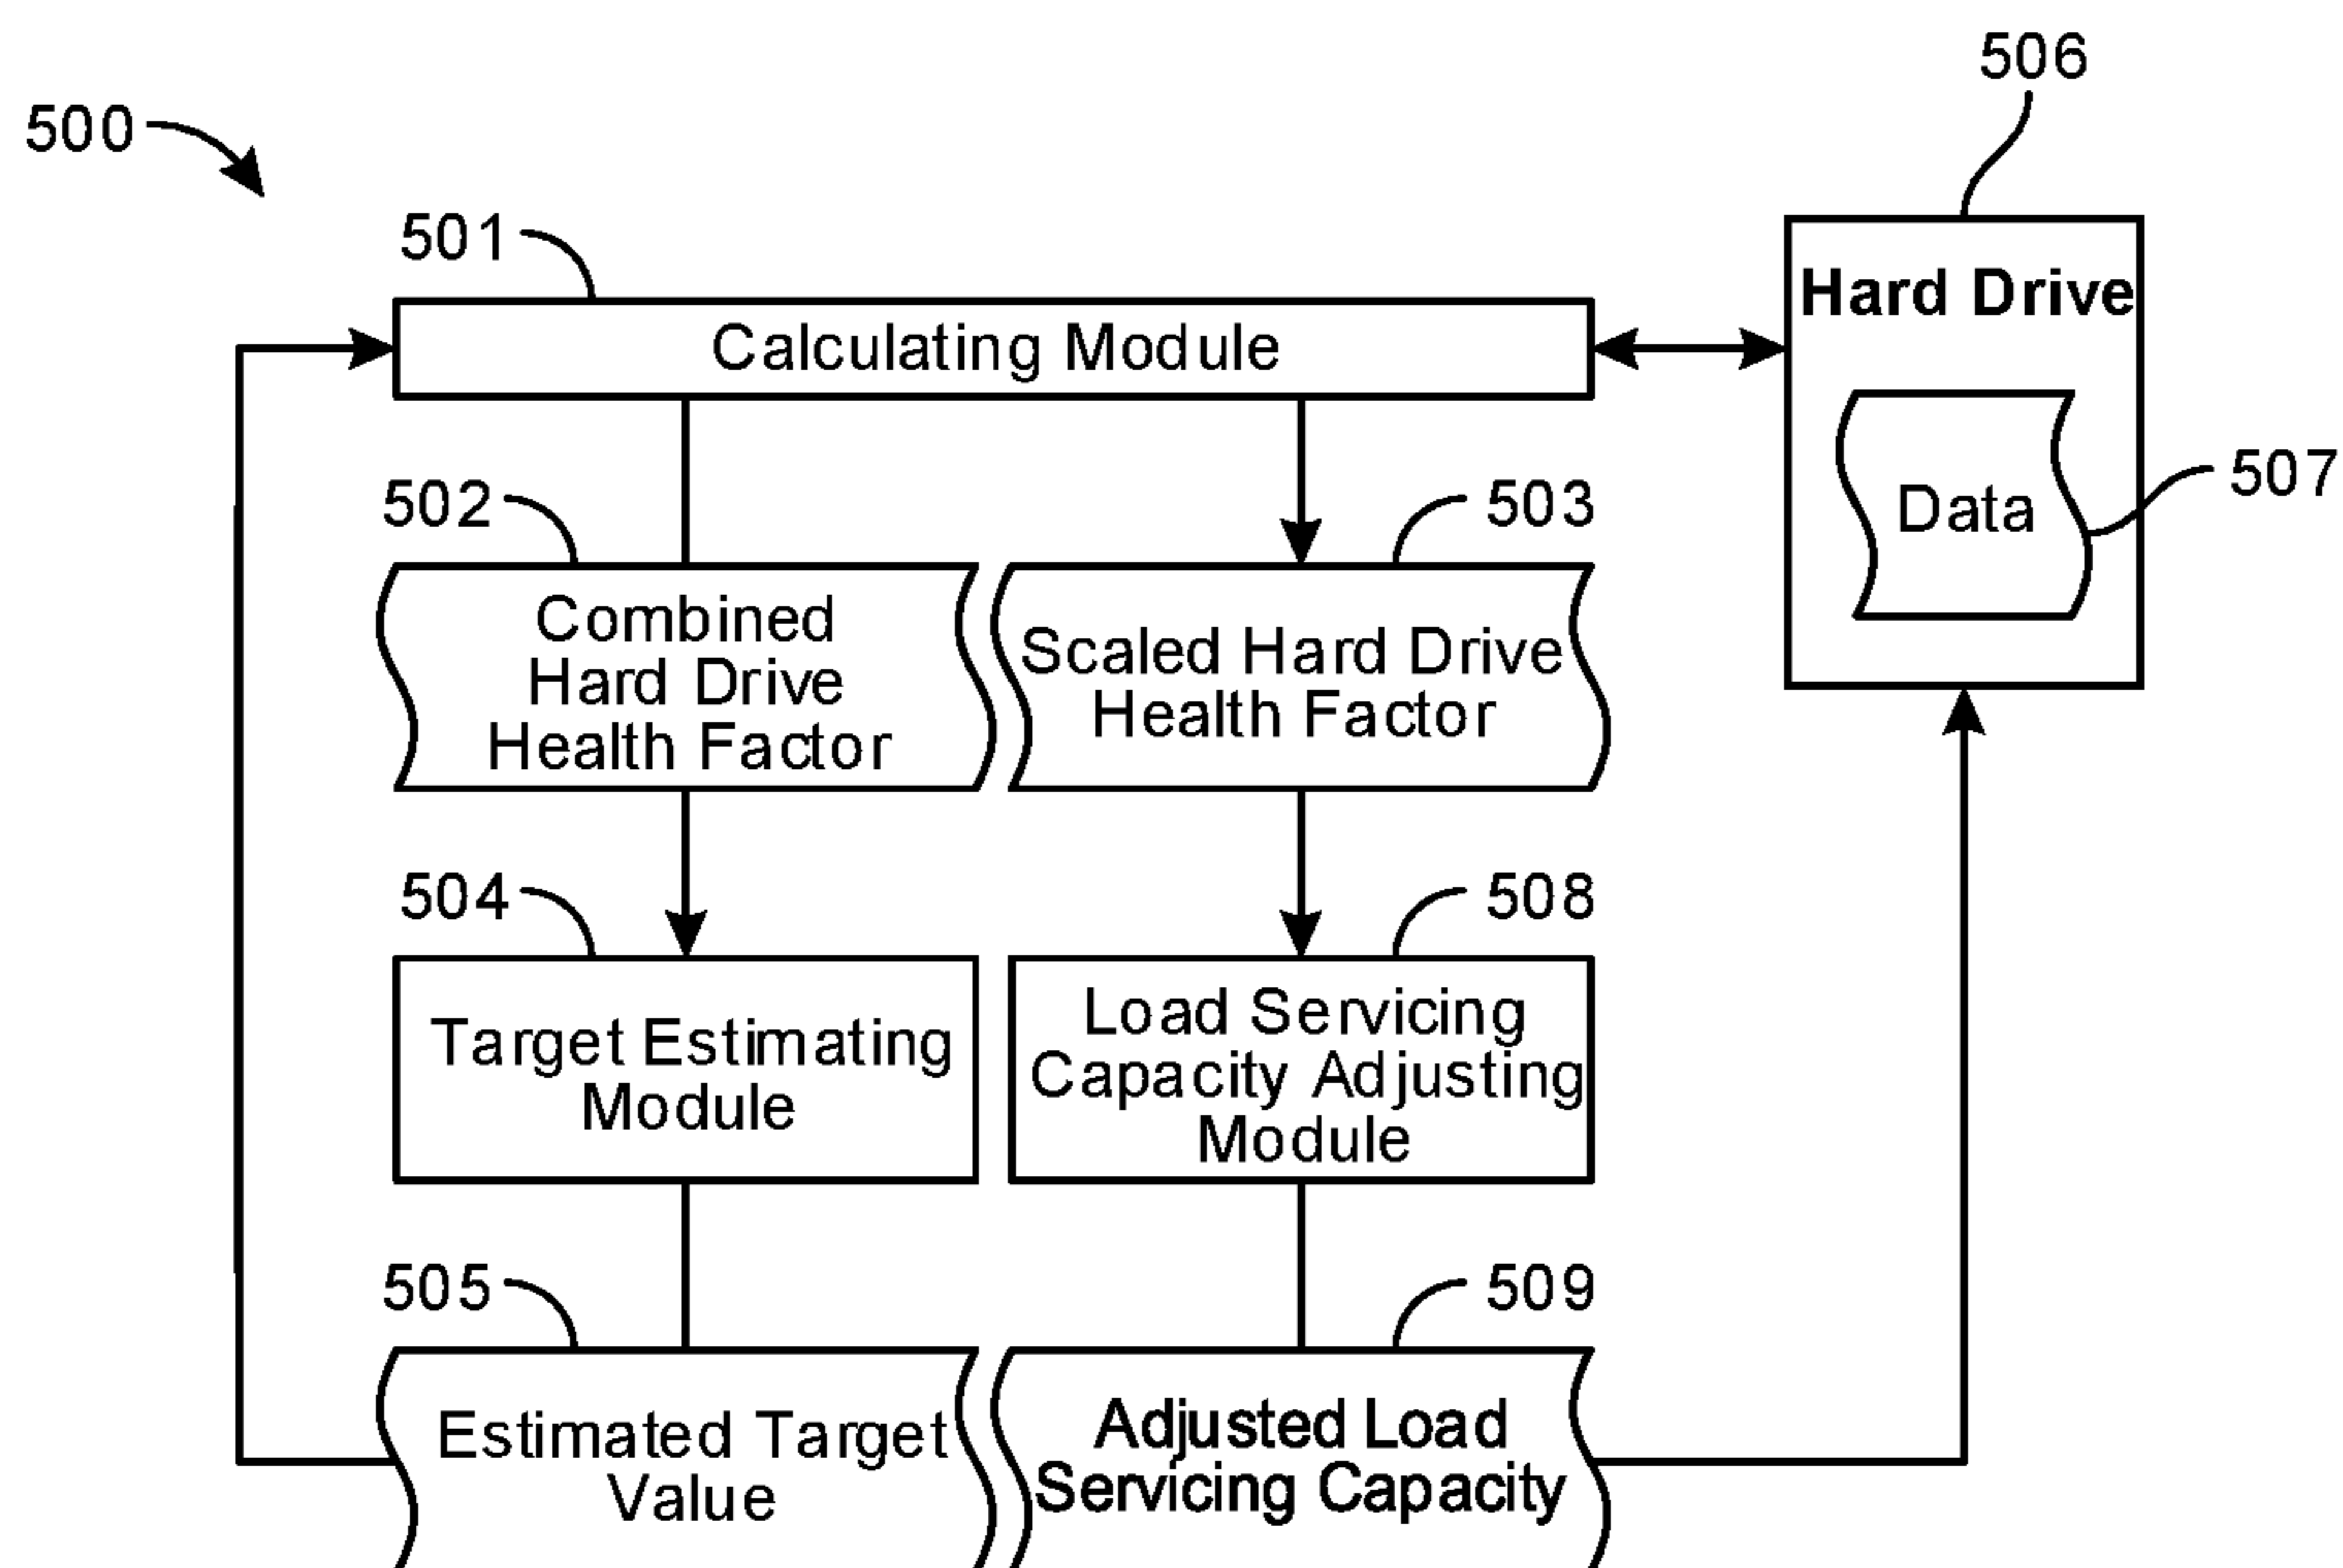 506
500
501
Hard Drive
Calculating Module
502
503
507
Data
Combined
Hard Drive
Health Factor
Scaled Hard Drive
Health Factor
504
508
Target Estimating
Module
Load Servicing
Capacity Adjusting
Module
505
509
Estimated Target
Value
Adjusted Load
Servicing Capacity